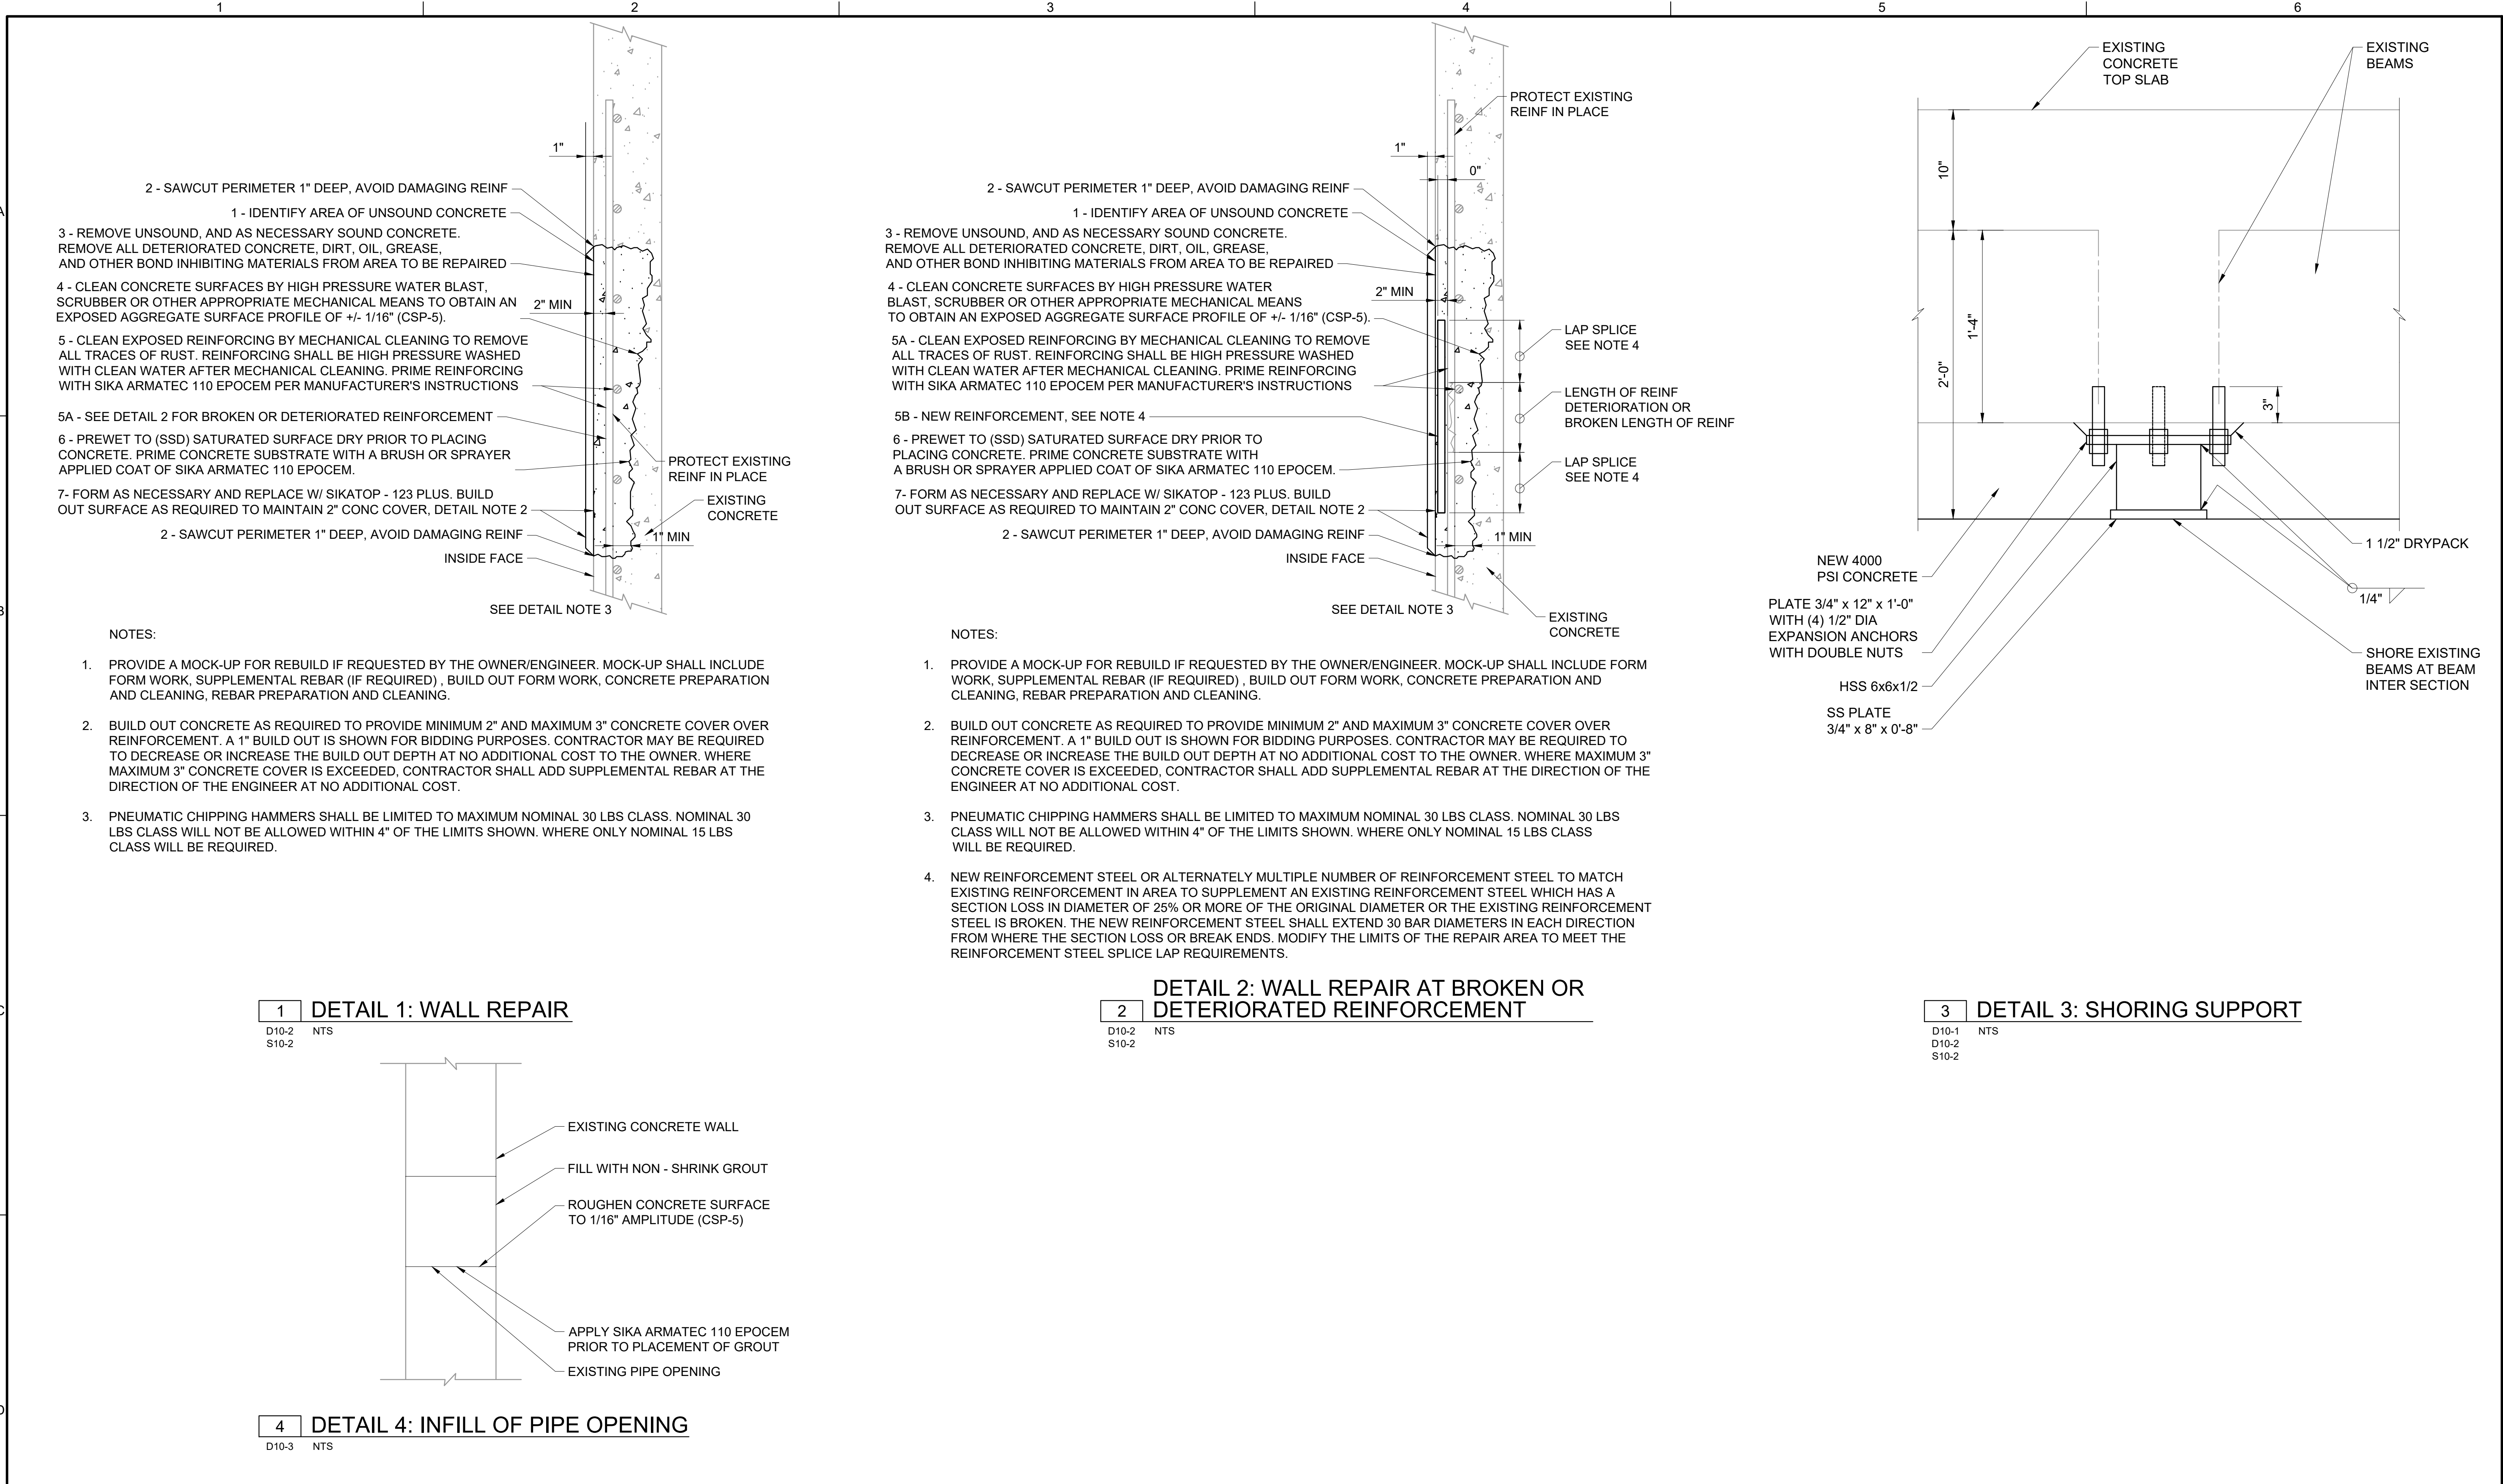 1
2
3
4
5
6
A
B
C
D
1"
2 - SAWCUT PERIMETER 1" DEEP, AVOID DAMAGING REINF
1 - IDENTIFY AREA OF UNSOUND CONCRETE
3 - REMOVE UNSOUND, AND AS NECESSARY SOUND CONCRETE.
REMOVE ALL DETERIORATED CONCRETE, DIRT, OIL, GREASE,
AND OTHER BOND INHIBITING MATERIALS FROM AREA TO BE REPAIRED
4 - CLEAN CONCRETE SURFACES BY HIGH PRESSURE WATER BLAST,
SCRUBBER OR OTHER APPROPRIATE MECHANICAL MEANS TO OBTAIN AN
EXPOSED AGGREGATE SURFACE PROFILE OF +/- 1/16" (CSP-5).
2" MIN
5 - CLEAN EXPOSED REINFORCING BY MECHANICAL CLEANING TO REMOVE
ALL TRACES OF RUST. REINFORCING SHALL BE HIGH PRESSURE WASHED
WITH CLEAN WATER AFTER MECHANICAL CLEANING. PRIME REINFORCING
WITH SIKA ARMATEC 110 EPOCEM PER MANUFACTURER'S INSTRUCTIONS
5A - SEE DETAIL 2 FOR BROKEN OR DETERIORATED REINFORCEMENT
6 - PREWET TO (SSD) SATURATED SURFACE DRY PRIOR TO PLACING
CONCRETE. PRIME CONCRETE SUBSTRATE WITH A BRUSH OR SPRAYER
APPLIED COAT OF SIKA ARMATEC 110 EPOCEM.
7- FORM AS NECESSARY AND REPLACE W/ SIKATOP - 123 PLUS. BUILD
OUT SURFACE AS REQUIRED TO MAINTAIN 2" CONC COVER, DETAIL NOTE 2
2 - SAWCUT PERIMETER 1" DEEP, AVOID DAMAGING REINF
INSIDE FACE
PROTECT EXISTING
REINF IN PLACE
EXISTING
CONCRETE
1" MIN
SEE DETAIL NOTE 3
NOTES:
1. PROVIDE A MOCK-UP FOR REBUILD IF REQUESTED BY THE OWNER/ENGINEER. MOCK-UP SHALL INCLUDE
FORM WORK, SUPPLEMENTAL REBAR (IF REQUIRED) , BUILD OUT FORM WORK, CONCRETE PREPARATION
AND CLEANING, REBAR PREPARATION AND CLEANING.
2. BUILD OUT CONCRETE AS REQUIRED TO PROVIDE MINIMUM 2" AND MAXIMUM 3" CONCRETE COVER OVER
REINFORCEMENT. A 1" BUILD OUT IS SHOWN FOR BIDDING PURPOSES. CONTRACTOR MAY BE REQUIRED
TO DECREASE OR INCREASE THE BUILD OUT DEPTH AT NO ADDITIONAL COST TO THE OWNER. WHERE
MAXIMUM 3" CONCRETE COVER IS EXCEEDED, CONTRACTOR SHALL ADD SUPPLEMENTAL REBAR AT THE
DIRECTION OF THE ENGINEER AT NO ADDITIONAL COST.
3. PNEUMATIC CHIPPING HAMMERS SHALL BE LIMITED TO MAXIMUM NOMINAL 30 LBS CLASS. NOMINAL 30
LBS CLASS WILL NOT BE ALLOWED WITHIN 4" OF THE LIMITS SHOWN. WHERE ONLY NOMINAL 15 LBS
CLASS WILL BE REQUIRED.
1 DETAIL 1: WALL REPAIR
D10-2 NTS
S10-2
PROTECT EXISTING
REINF IN PLACE
1"
0"
2 - SAWCUT PERIMETER 1" DEEP, AVOID DAMAGING REINF
1 - IDENTIFY AREA OF UNSOUND CONCRETE
3 - REMOVE UNSOUND, AND AS NECESSARY SOUND CONCRETE.
REMOVE ALL DETERIORATED CONCRETE, DIRT, OIL, GREASE,
AND OTHER BOND INHIBITING MATERIALS FROM AREA TO BE REPAIRED
4 - CLEAN CONCRETE SURFACES BY HIGH PRESSURE WATER
BLAST, SCRUBBER OR OTHER APPROPRIATE MECHANICAL MEANS
TO OBTAIN AN EXPOSED AGGREGATE SURFACE PROFILE OF +/- 1/16" (CSP-5).
2" MIN
5A - CLEAN EXPOSED REINFORCING BY MECHANICAL CLEANING TO REMOVE
ALL TRACES OF RUST. REINFORCING SHALL BE HIGH PRESSURE WASHED
WITH CLEAN WATER AFTER MECHANICAL CLEANING. PRIME REINFORCING
WITH SIKA ARMATEC 110 EPOCEM PER MANUFACTURER'S INSTRUCTIONS
5B - NEW REINFORCEMENT, SEE NOTE 4
6 - PREWET TO (SSD) SATURATED SURFACE DRY PRIOR TO
PLACING CONCRETE. PRIME CONCRETE SUBSTRATE WITH
A BRUSH OR SPRAYER APPLIED COAT OF SIKA ARMATEC 110 EPOCEM.
7- FORM AS NECESSARY AND REPLACE W/ SIKATOP - 123 PLUS. BUILD
OUT SURFACE AS REQUIRED TO MAINTAIN 2" CONC COVER, DETAIL NOTE 2
2 - SAWCUT PERIMETER 1" DEEP, AVOID DAMAGING REINF
INSIDE FACE
LAP SPLICE
SEE NOTE 4
LENGTH OF REINF
DETERIORATION OR
BROKEN LENGTH OF REINF
LAP SPLICE
SEE NOTE 4
1" MIN
SEE DETAIL NOTE 3
EXISTING
CONCRETE
NOTES:
1. PROVIDE A MOCK-UP FOR REBUILD IF REQUESTED BY THE OWNER/ENGINEER. MOCK-UP SHALL INCLUDE FORM
WORK, SUPPLEMENTAL REBAR (IF REQUIRED) , BUILD OUT FORM WORK, CONCRETE PREPARATION AND
CLEANING, REBAR PREPARATION AND CLEANING.
2. BUILD OUT CONCRETE AS REQUIRED TO PROVIDE MINIMUM 2" AND MAXIMUM 3" CONCRETE COVER OVER
REINFORCEMENT. A 1" BUILD OUT IS SHOWN FOR BIDDING PURPOSES. CONTRACTOR MAY BE REQUIRED TO
DECREASE OR INCREASE THE BUILD OUT DEPTH AT NO ADDITIONAL COST TO THE OWNER. WHERE MAXIMUM 3"
CONCRETE COVER IS EXCEEDED, CONTRACTOR SHALL ADD SUPPLEMENTAL REBAR AT THE DIRECTION OF THE
ENGINEER AT NO ADDITIONAL COST.
3. PNEUMATIC CHIPPING HAMMERS SHALL BE LIMITED TO MAXIMUM NOMINAL 30 LBS CLASS. NOMINAL 30 LBS
CLASS WILL NOT BE ALLOWED WITHIN 4" OF THE LIMITS SHOWN. WHERE ONLY NOMINAL 15 LBS CLASS
WILL BE REQUIRED.
4. NEW REINFORCEMENT STEEL OR ALTERNATELY MULTIPLE NUMBER OF REINFORCEMENT STEEL TO MATCH
EXISTING REINFORCEMENT IN AREA TO SUPPLEMENT AN EXISTING REINFORCEMENT STEEL WHICH HAS A
SECTION LOSS IN DIAMETER OF 25% OR MORE OF THE ORIGINAL DIAMETER OR THE EXISTING REINFORCEMENT
STEEL IS BROKEN. THE NEW REINFORCEMENT STEEL SHALL EXTEND 30 BAR DIAMETERS IN EACH DIRECTION
FROM WHERE THE SECTION LOSS OR BREAK ENDS. MODIFY THE LIMITS OF THE REPAIR AREA TO MEET THE
REINFORCEMENT STEEL SPLICE LAP REQUIREMENTS.
2 DETAIL 2: WALL REPAIR AT BROKEN OR
DETERIORATED REINFORCEMENT
D10-2 NTS
S10-2
EXISTING
CONCRETE
TOP SLAB
EXISTING
BEAMS
10"
1'-4"
2'-0"
3"
NEW 4000
PSI CONCRETE
PLATE 3/4" x 12" x 1'-0"
WITH (4) 1/2" DIA
EXPANSION ANCHORS
WITH DOUBLE NUTS
HSS 6x6x1/2
SS PLATE
3/4" x 8" x 0'-8"
1 1/2" DRYPACK
1/4"
SHORE EXISTING
BEAMS AT BEAM
INTER SECTION
3 DETAIL 3: SHORING SUPPORT
D10-1 NTS
D10-2
S10-2
EXISTING CONCRETE WALL
FILL WITH NON - SHRINK GROUT
ROUGHEN CONCRETE SURFACE
TO 1/16" AMPLITUDE (CSP-5)
APPLY SIKA ARMATEC 110 EPOCEM
PRIOR TO PLACEMENT OF GROUT
EXISTING PIPE OPENING
4 DETAIL 4: INFILL OF PIPE OPENING
D10-3 NTS